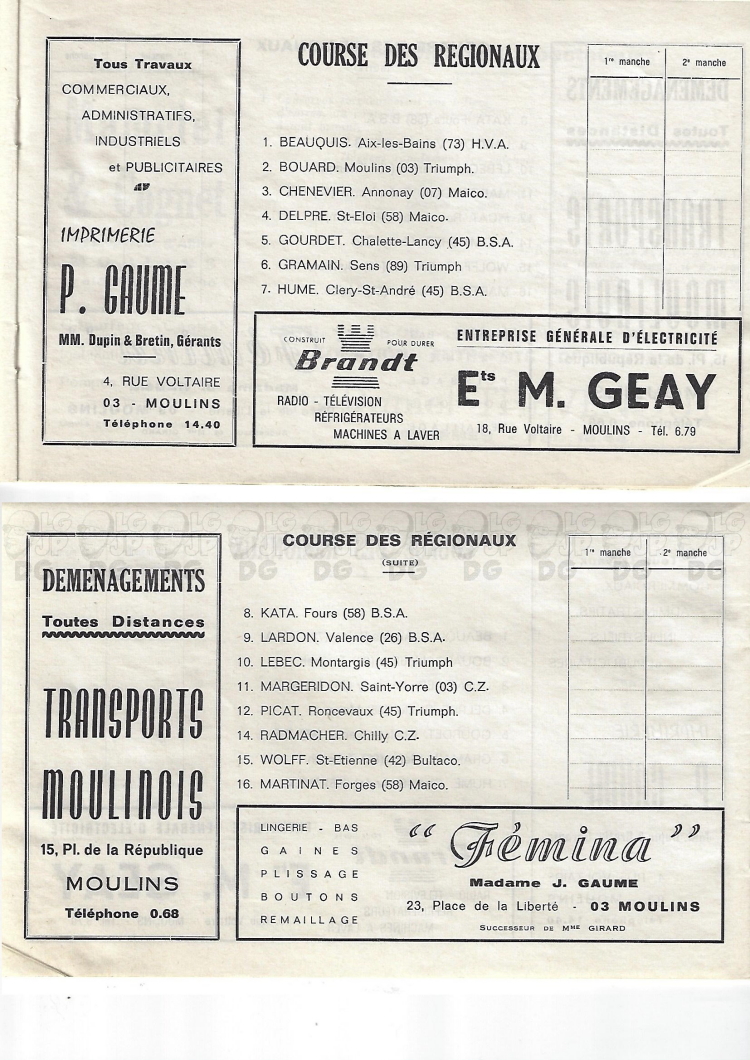 Tous Travaux
COMMERCIAUX,
ADMINISTRATIFS,
INDUSTRIELS
et PUBLICITAIRES
IMPRIMERIE
P. GAUME
MM. Dupin & Bretin, Gérants
4, RUE VOLTAIRE
03 - MOULINS
Téléphone 14.40
COURSE DES REGIONAUX
1re manche 2e manche
1. BEAUQUIS. Aix-les-Bains (73) H.V.A.
2. BOUARD. Moulins (03) Triumph.
3. CHENEVIER. Annonay (07) Maico.
4. DELPRE. St-Eloi (58) Maico.
5. GOURDET. Chalette-Lancy (45) B.S.A.
6. GRAMAIN. Sens (89) Triumph
7. HUME. Clery-St-André (45) B.S.A.
CONSTRUIT POUR DURER
Brandt
RADIO - TÉLÉVISION
RÉFRIGÉRATEURS
MACHINES A LAVER
ENTREPRISE GÉNÉRALE D'ÉLECTRICITÉ
Ets M. GEAY
18, Rue Voltaire - MOULINS - Tél. 6.79
DEMENAGEMENTS
Toutes Distances
TRANSPORTS
MOULINOIS
15, Pl. de la République
MOULINS
Téléphone 0.68
COURSE DES RÉGIONAUX
(SUITE)
1re manche 2e manche
8. KATA. Fours (58) B.S.A.
9. LARDON. Valence (26) B.S.A.
10. LEBEC. Montargis (45) Triumph
11. MARGERIDON. Saint-Yorre (03) C.Z.
12. PICAT. Roncevaux (45) Triumph.
14. RADMACHER. Chilly C.Z.
15. WOLFF. St-Etienne (42) Bultaco.
16. MARTINAT. Forges (58) Maico.
LINGERIE - BAS
GAINES
PLISSAGE
BOUTONS
REMAILLAGE
“ Fémina ”
Madame J. GAUME
23, Place de la Liberté - 03 MOULINS
SUCCESSEUR DE MME GIRARD